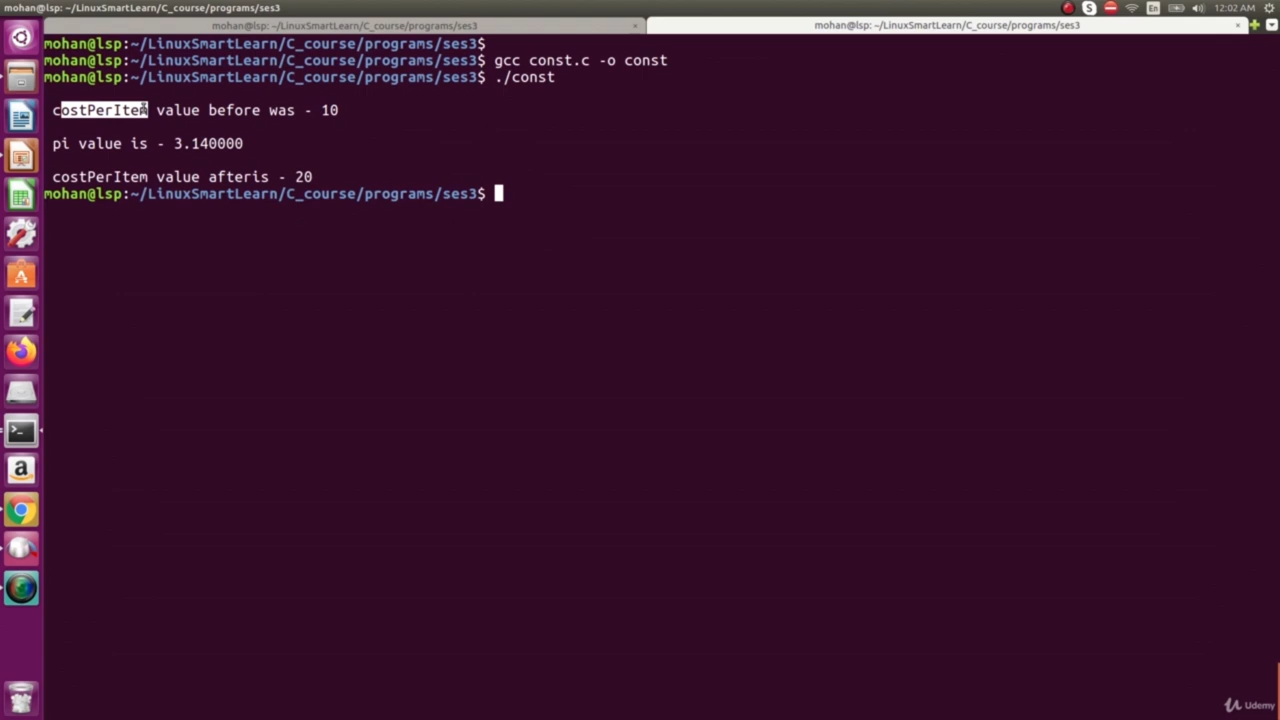 mohan@lsp: ~/LinuxSmartLearn/C_course/programs/ses3
En
12:02 AM
mohan@lsp: ~/LinuxSmartLearn/C_course/programs/ses3
mohan@lsp: ~/LinuxSmartLearn/C_course/programs/ses3
mohan@lsp:~/LinuxSmartLearn/C_course/programs/ses3$
mohan@lsp:~/LinuxSmartLearn/C_course/programs/ses3$ gcc const.c -o const
mohan@lsp:~/LinuxSmartLearn/C_course/programs/ses3$ ./const
costPerItem value before was - 10
pi value is - 3.140000
costPerItem value afteris - 20
mohan@lsp:~/LinuxSmartLearn/C_course/programs/ses3$
Udemy